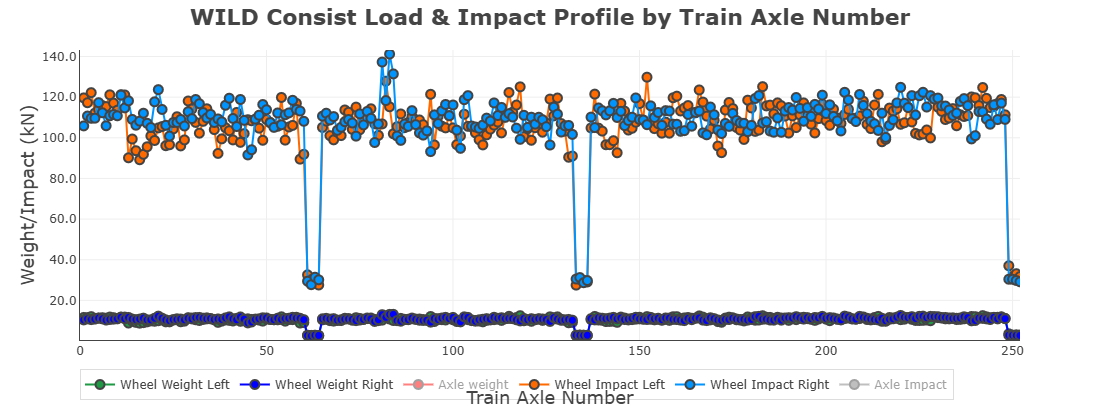 WILD Consist Load & Impact Profile by Train Axle Number
Weight/Impact (kN)
140.0
120.0
100.0
80.0
60.0
40.0
20.0
0 50 100 150 200 250
Wheel Weight Left Wheel Weight Right Axle weight Wheel Impact Left Wheel Impact Right Axle Impact
Train Axle Number